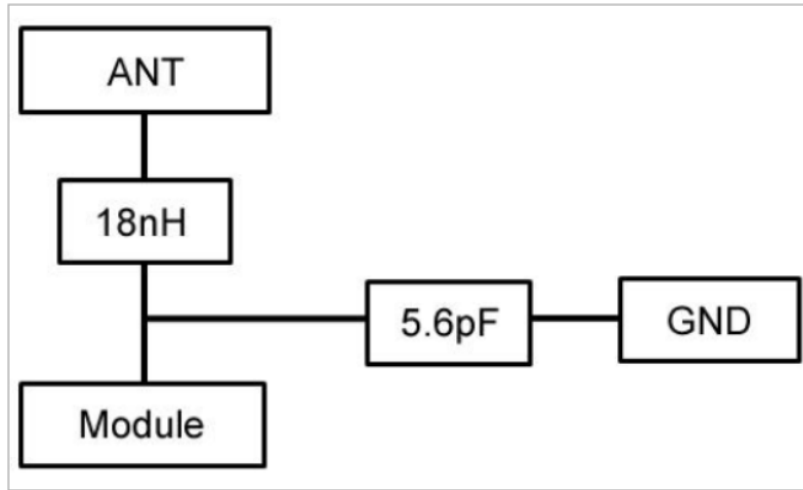 ANT
18nH
5.6pF
GND
Module